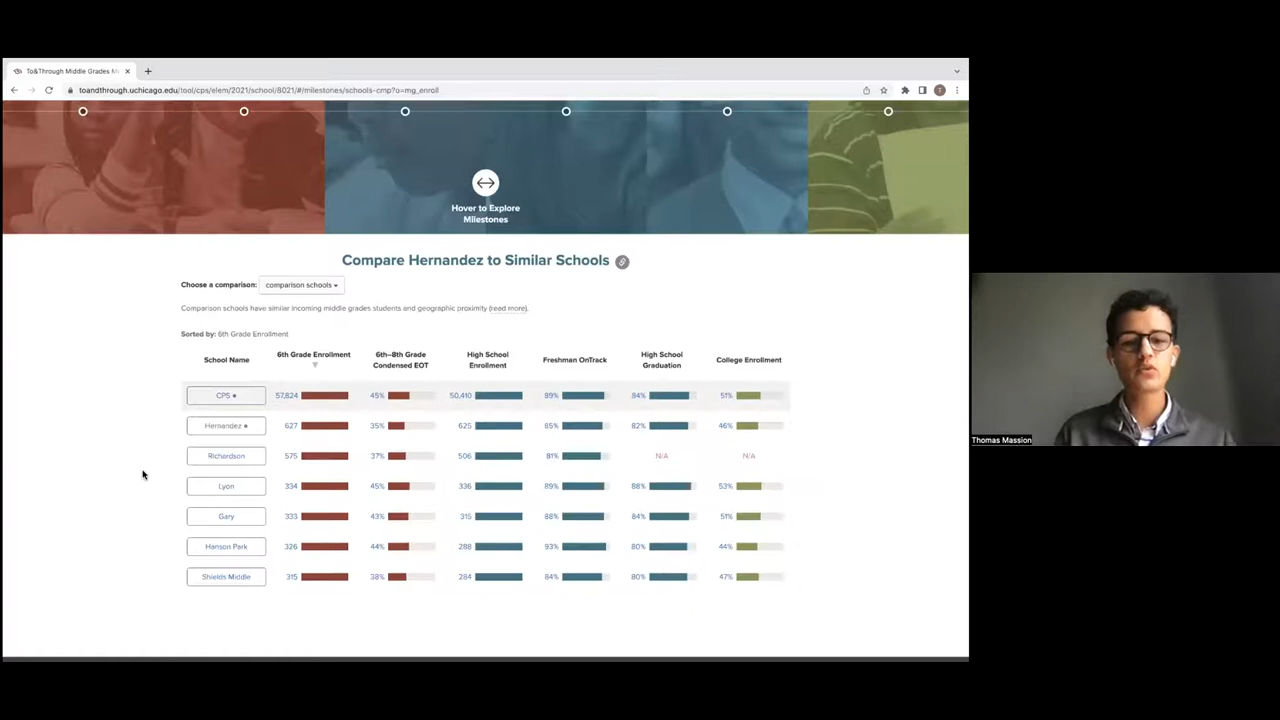 To&Through Middle Grades M
toandthrough.uchicago.edu/tool/cps/elem/2021/school/8021/#/milestones/schools-cmp?o=mg_enroll
T
Hover to Explore
Milestones
Compare Hernandez to Similar Schools
Choose a comparison: comparison schools
Comparison schools have similar incoming middle grades students and geographic proximity (read more).
Sorted by: 6th Grade Enrollment
School Name 6th Grade Enrollment 6th–8th Grade Condensed EOT High School Enrollment Freshman OnTrack High School Graduation College Enrollment
CPS 57,824 45% 50,410 89% 84% 51%
Hernandez 627 35% 625 85% 82% 46%
Richardson 575 37% 506 81% N/A N/A
Lyon 334 45% 336 89% 88% 53%
Gary 333 43% 315 88% 84% 51%
Hanson Park 326 44% 288 93% 80% 44%
Shields Middle 315 38% 284 84% 80% 47%
Thomas Massion